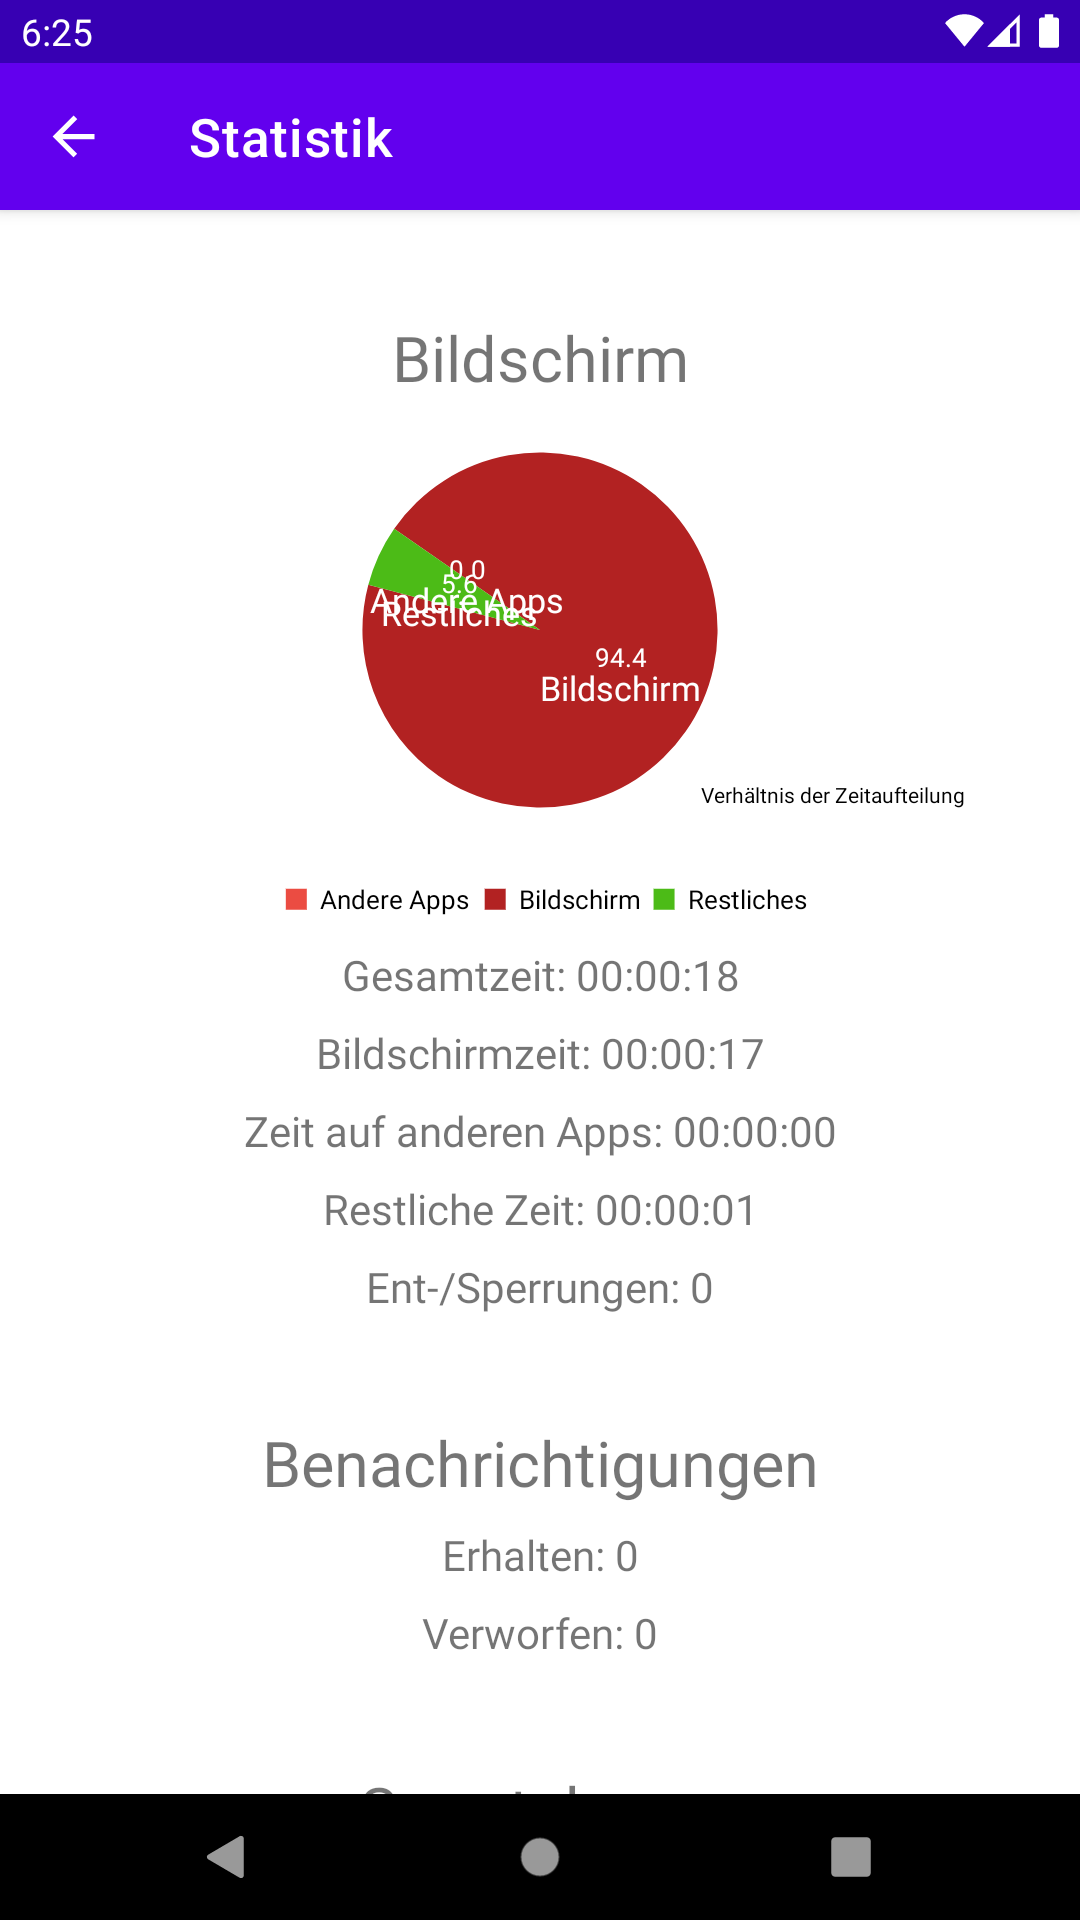 6:25
Statistik
Bildschirm
0.0
5.6
Andere Apps
Restliches
94.4
Bildschirm
Verhältnis der Zeitaufteilung
Andere Apps Bildschirm Restliches
Gesamtzeit: 00:00:18
Bildschirmzeit: 00:00:17
Zeit auf anderen Apps: 00:00:00
Restliche Zeit: 00:00:01
Ent-/Sperrungen: 0
Benachrichtigungen
Erhalten: 0
Verworfen: 0